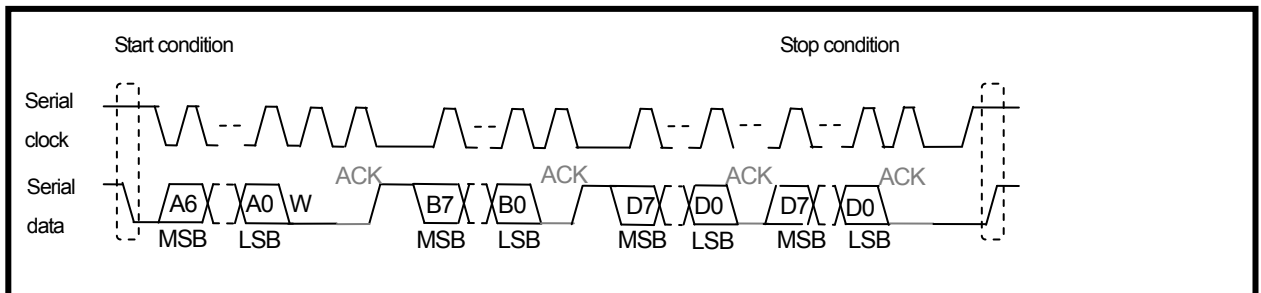 Start condition Stop condition
Serial
clock
ACK ACK ACK ACK
Serial
data
A6 A0 W B7 B0 D7 D0 D7 D0
MSB LSB MSB LSB MSB LSB MSB LSB